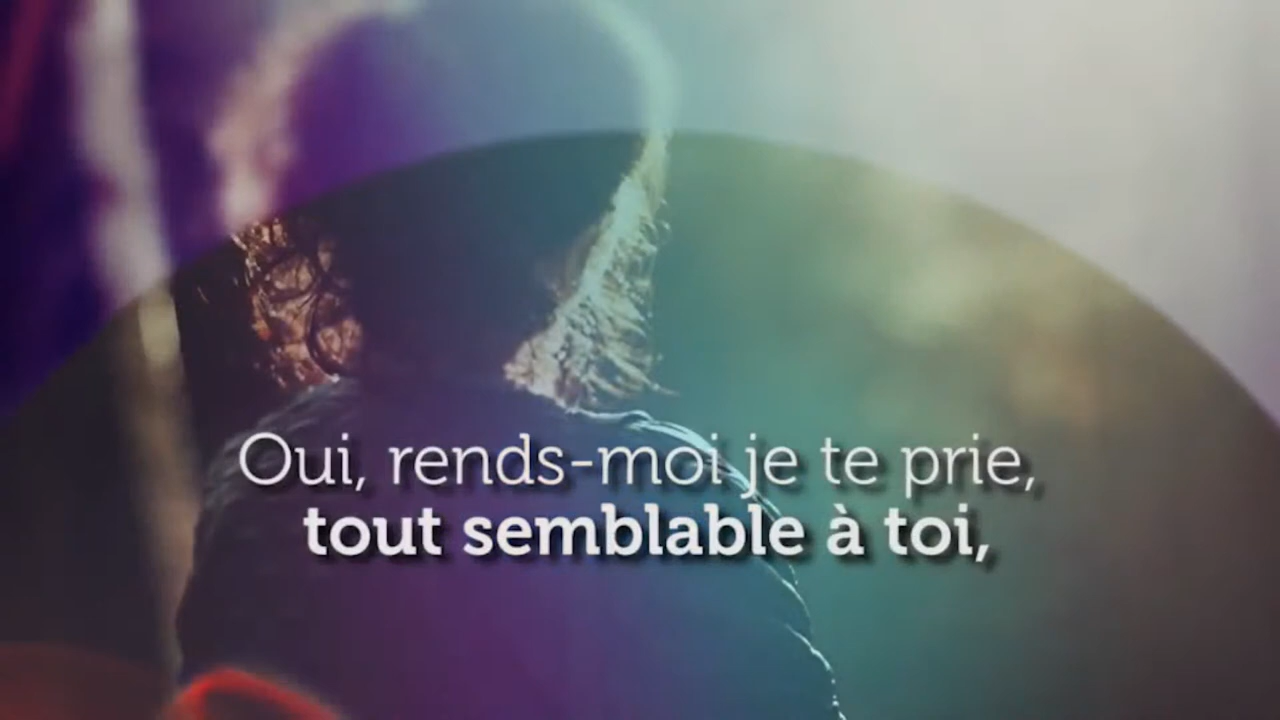 Oui, rends-moi je te prie,
tout semblable à toi,